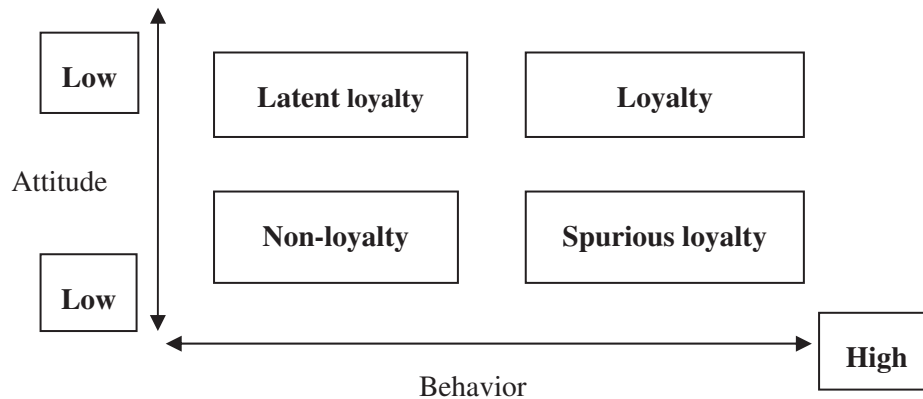 Low
Latent loyalty
Loyalty
Attitude
Non-loyalty
Spurious loyalty
Low
High
Behavior